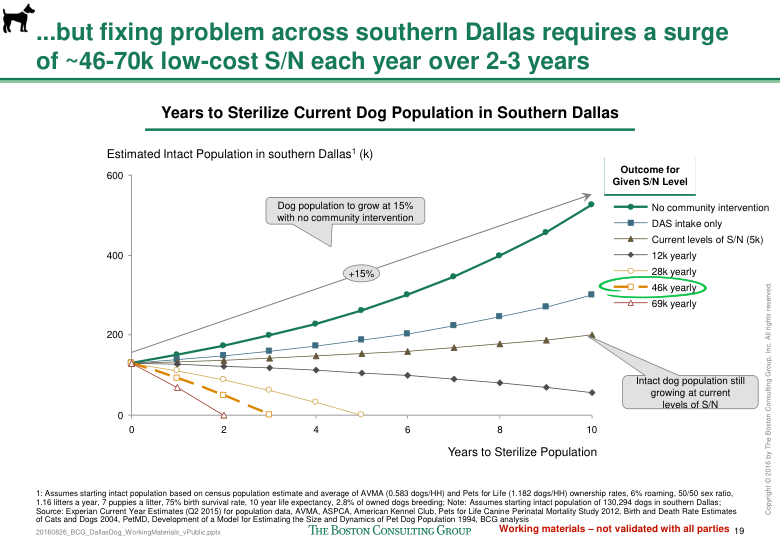 ...but fixing problem across southern Dallas requires a surge
of ~46-70k low-cost S/N each year over 2-3 years
Years to Sterilize Current Dog Population in Southern Dallas
Estimated Intact Population in southern Dallas1 (k)
Outcome for
Given S/N Level
600
400
200
0
Dog population to grow at 15%
with no community intervention
+15%
No community intervention
DAS intake only
Current levels of S/N (5k)
12k yearly
28k yearly
46k yearly
69k yearly
Intact dog population still
growing at current
levels of S/N
0
2
4
6
8
10
Years to Sterilize Population
1: Assumes starting intact population based on census population estimate and average of AVMA (0.583 dogs/HH) and Pets for Life (1.182 dogs/HH) ownership rates, 6% roaming, 50/50 sex ratio,
1.16 litters a year, 7 puppies a litter, 75% birth survival rate, 10 year life expectancy, 2.8% of owned dogs breeding; Note: Assumes starting intact population of 130,294 dogs in southern Dallas;
Source: Experian Current Year Estimates (Q2 2015) for population data, AVMA, ASPCA, American Kennel Club, Pets for Life Canine Perinatal Mortality Study 2012, Birth and Death Rate Estimates
of Cats and Dogs 2004, PetMD, Development of a Model for Estimating the Size and Dynamics of Pet Dog Population 1994, BCG analysis
20160826_BCG_DallasDog_WorkingMaterials_vPublic.pptx
THE BOSTON CONSULTING GROUP
Working materials – not validated with all parties
19
Copyright © 2016 by The Boston Consulting Group, Inc. All rights reserved.